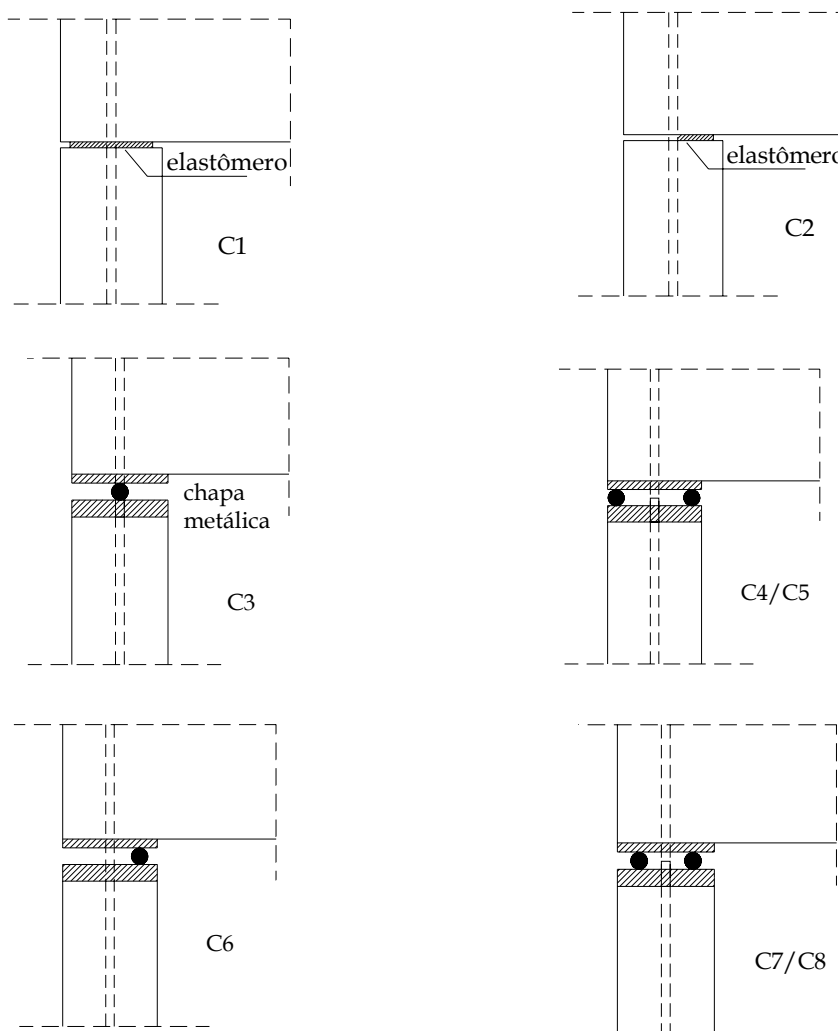 elastômero
C1
elastômero
C2
chapa
metálica
C3
C4/C5
C6
C7/C8